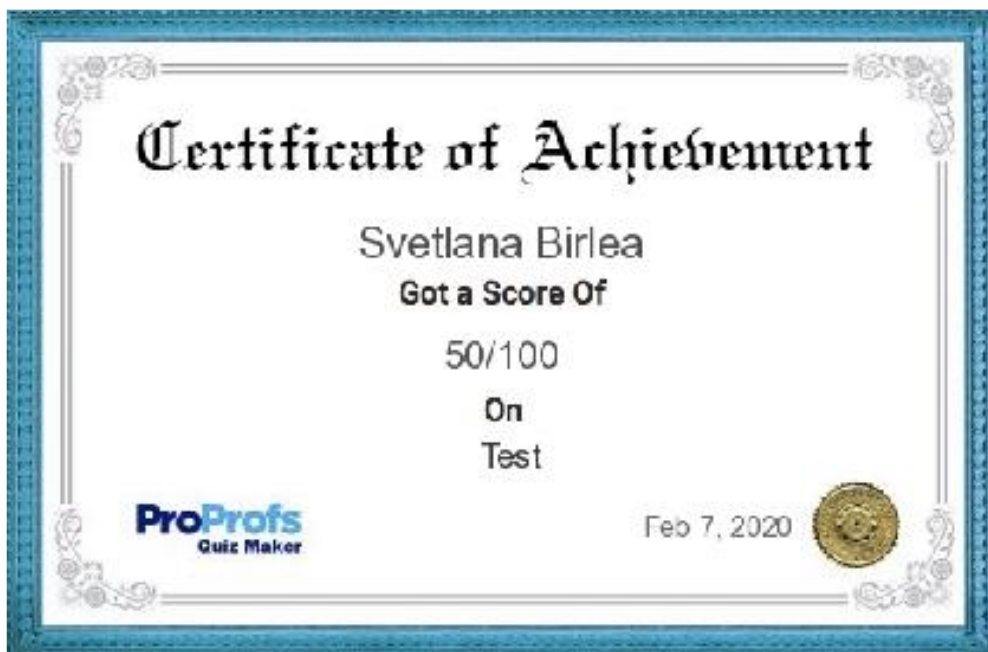 Certificate of Achievement
Svetlana Birlea
Got a Score Of
50/100
On
Test
ProProfs
Quiz Maker
Feb 7, 2020